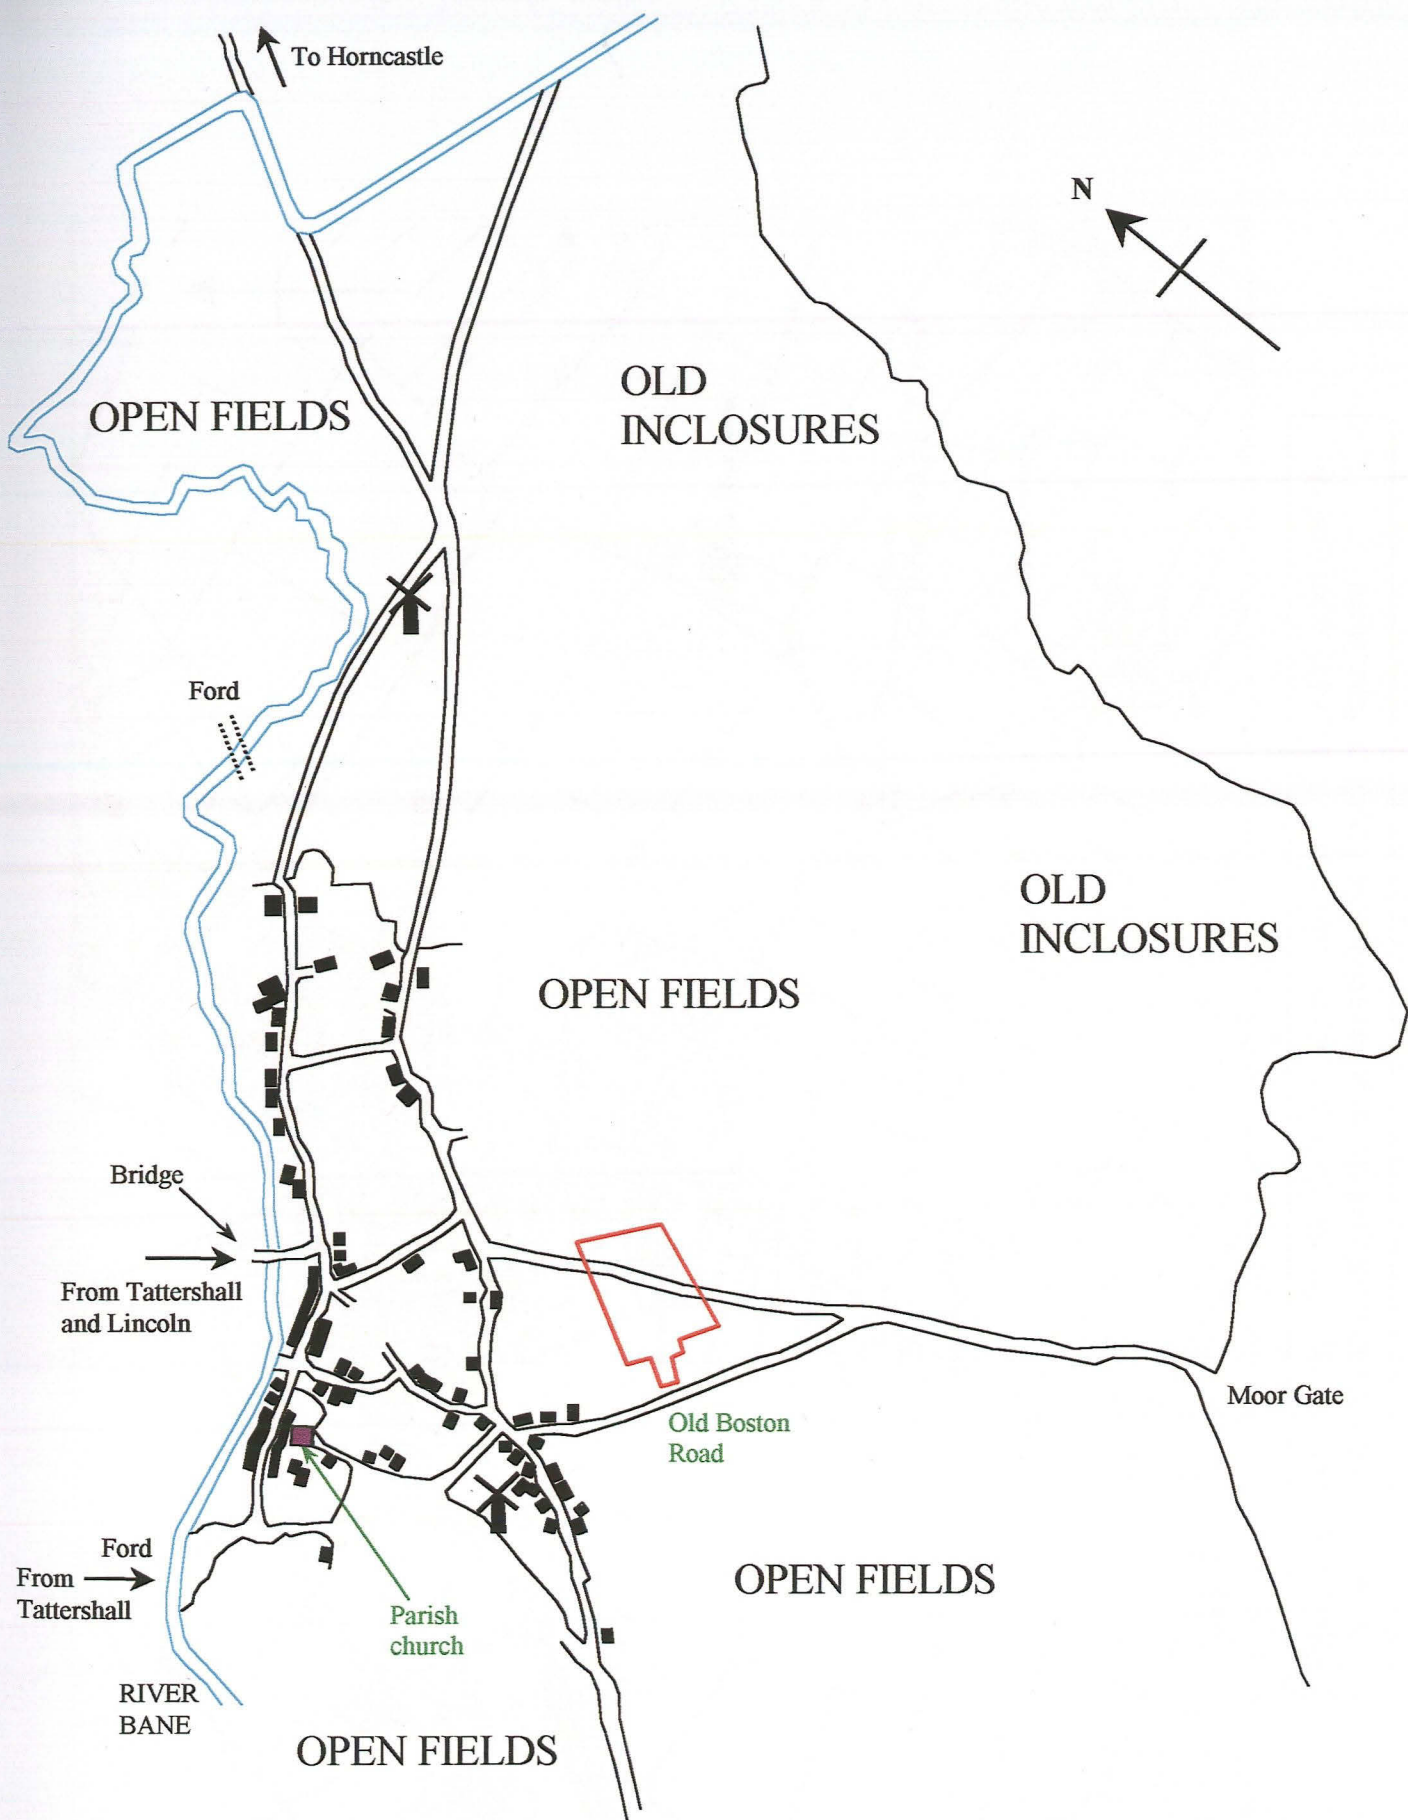 To Horncastle
N
OLD
INCLOSURES
OPEN FIELDS
Ford
OLD
INCLOSURES
OPEN FIELDS
Bridge
From Tattershall
and Lincoln
Moor Gate
Old Boston
Road
Ford
From
Tattershall
OPEN FIELDS
Parish
church
RIVER
BANE
OPEN FIELDS